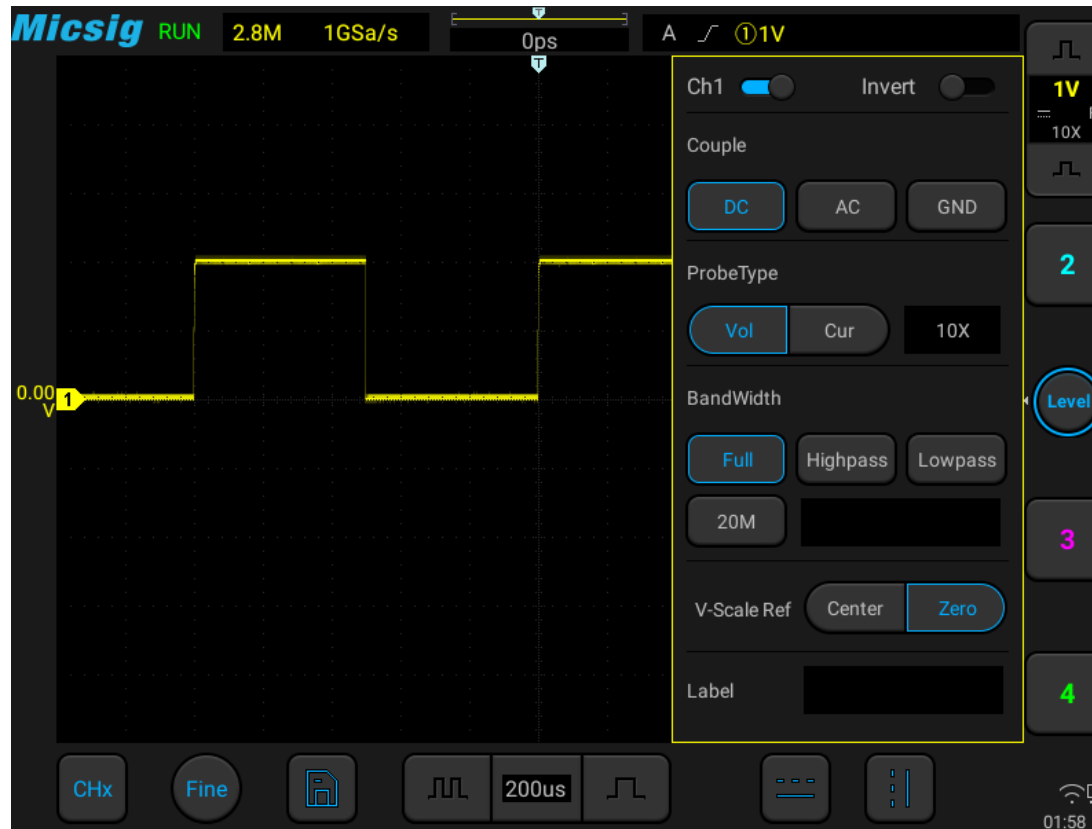 Micsig RUN 2.8M 1GSa/s T 0ps A ①1V
T
Ch1 Invert
1V
10X
Couple
DC AC GND
2
ProbeType
Vol Cur 10X
0.00
V
1
BandWidth
Level
Full Highpass Lowpass
20M
3
V-Scale Ref Center Zero
Label
4
CHx Fine 200us
01:58